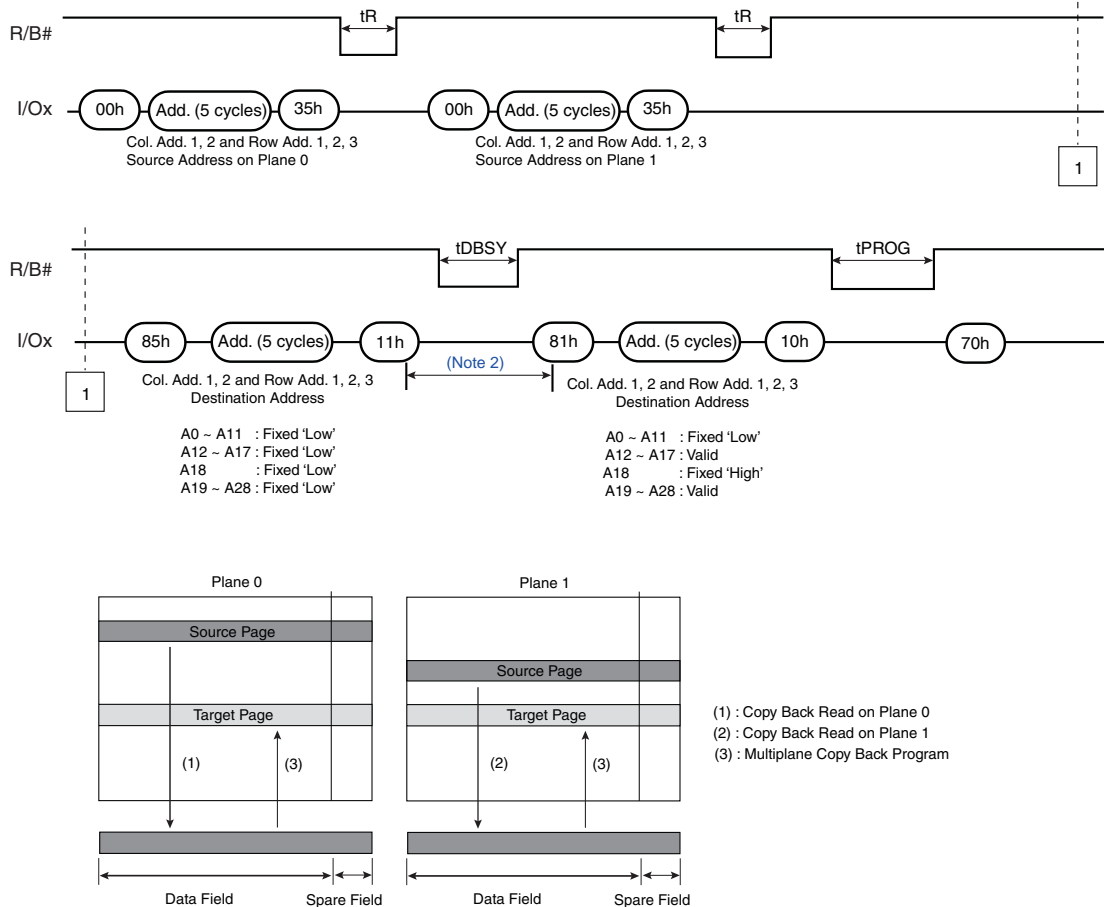 tR
tR
R/B#
I/Ox
00h
Add. (5 cycles)
35h
00h
Add. (5 cycles)
35h
Col. Add. 1, 2 and Row Add. 1, 2, 3
Source Address on Plane 0
Col. Add. 1, 2 and Row Add. 1, 2, 3
Source Address on Plane 1
1
tDBSY
tPROG
R/B#
I/Ox
85h
Add. (5 cycles)
11h
(Note 2)
81h
Add. (5 cycles)
10h
70h
1
Col. Add. 1, 2 and Row Add. 1, 2, 3
Destination Address
Col. Add. 1, 2 and Row Add. 1, 2, 3
Destination Address
A0 ~ A11 : Fixed ‘Low’
A12 ~ A17 : Fixed ‘Low’
A18 : Fixed ‘Low’
A19 ~ A28 : Fixed ‘Low’
A0 ~ A11 : Fixed ‘Low’
A12 ~ A17 : Valid
A18 : Fixed ‘High’
A19 ~ A28 : Valid
Plane 0
Source Page
Target Page
(1)
(3)
Data Field
Spare Field
Plane 1
Source Page
Target Page
(2)
(3)
Data Field
Spare Field
(1) : Copy Back Read on Plane 0
(2) : Copy Back Read on Plane 1
(3) : Multiplane Copy Back Program